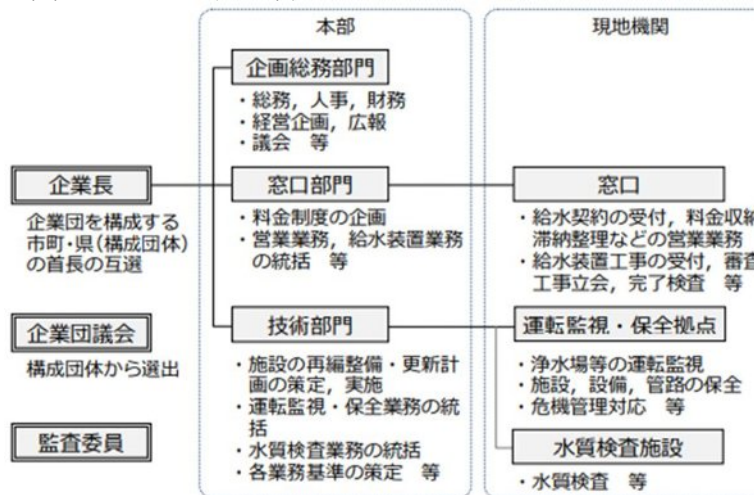 本部
現地機関
企画総務部門
・総務，人事，財務
・経営企画，広報
・議会　等
企業長
企業団を構成する
市町・県（構成団体）
の首長の互選
窓口部門
・料金制度の企画
・営業業務，給水装置業務
の統括　等
窓口
・給水契約の受付，料金収納
滞納整理などの営業業務
・給水装置工事の受付，審査
工事立会，完了検査　等
企業団議会
構成団体から選出
技術部門
・施設の再編整備・更新計
画の策定，実施
・運転監視・保全業務の統
括　等
・水質検査業務の統括
・各業務基準の策定　等
運転監視・保全拠点
・浄水場等の運転監視
・施設，設備，管路の保全
・危機管理対応　等
監査委員
水質検査施設
・水質検査　等